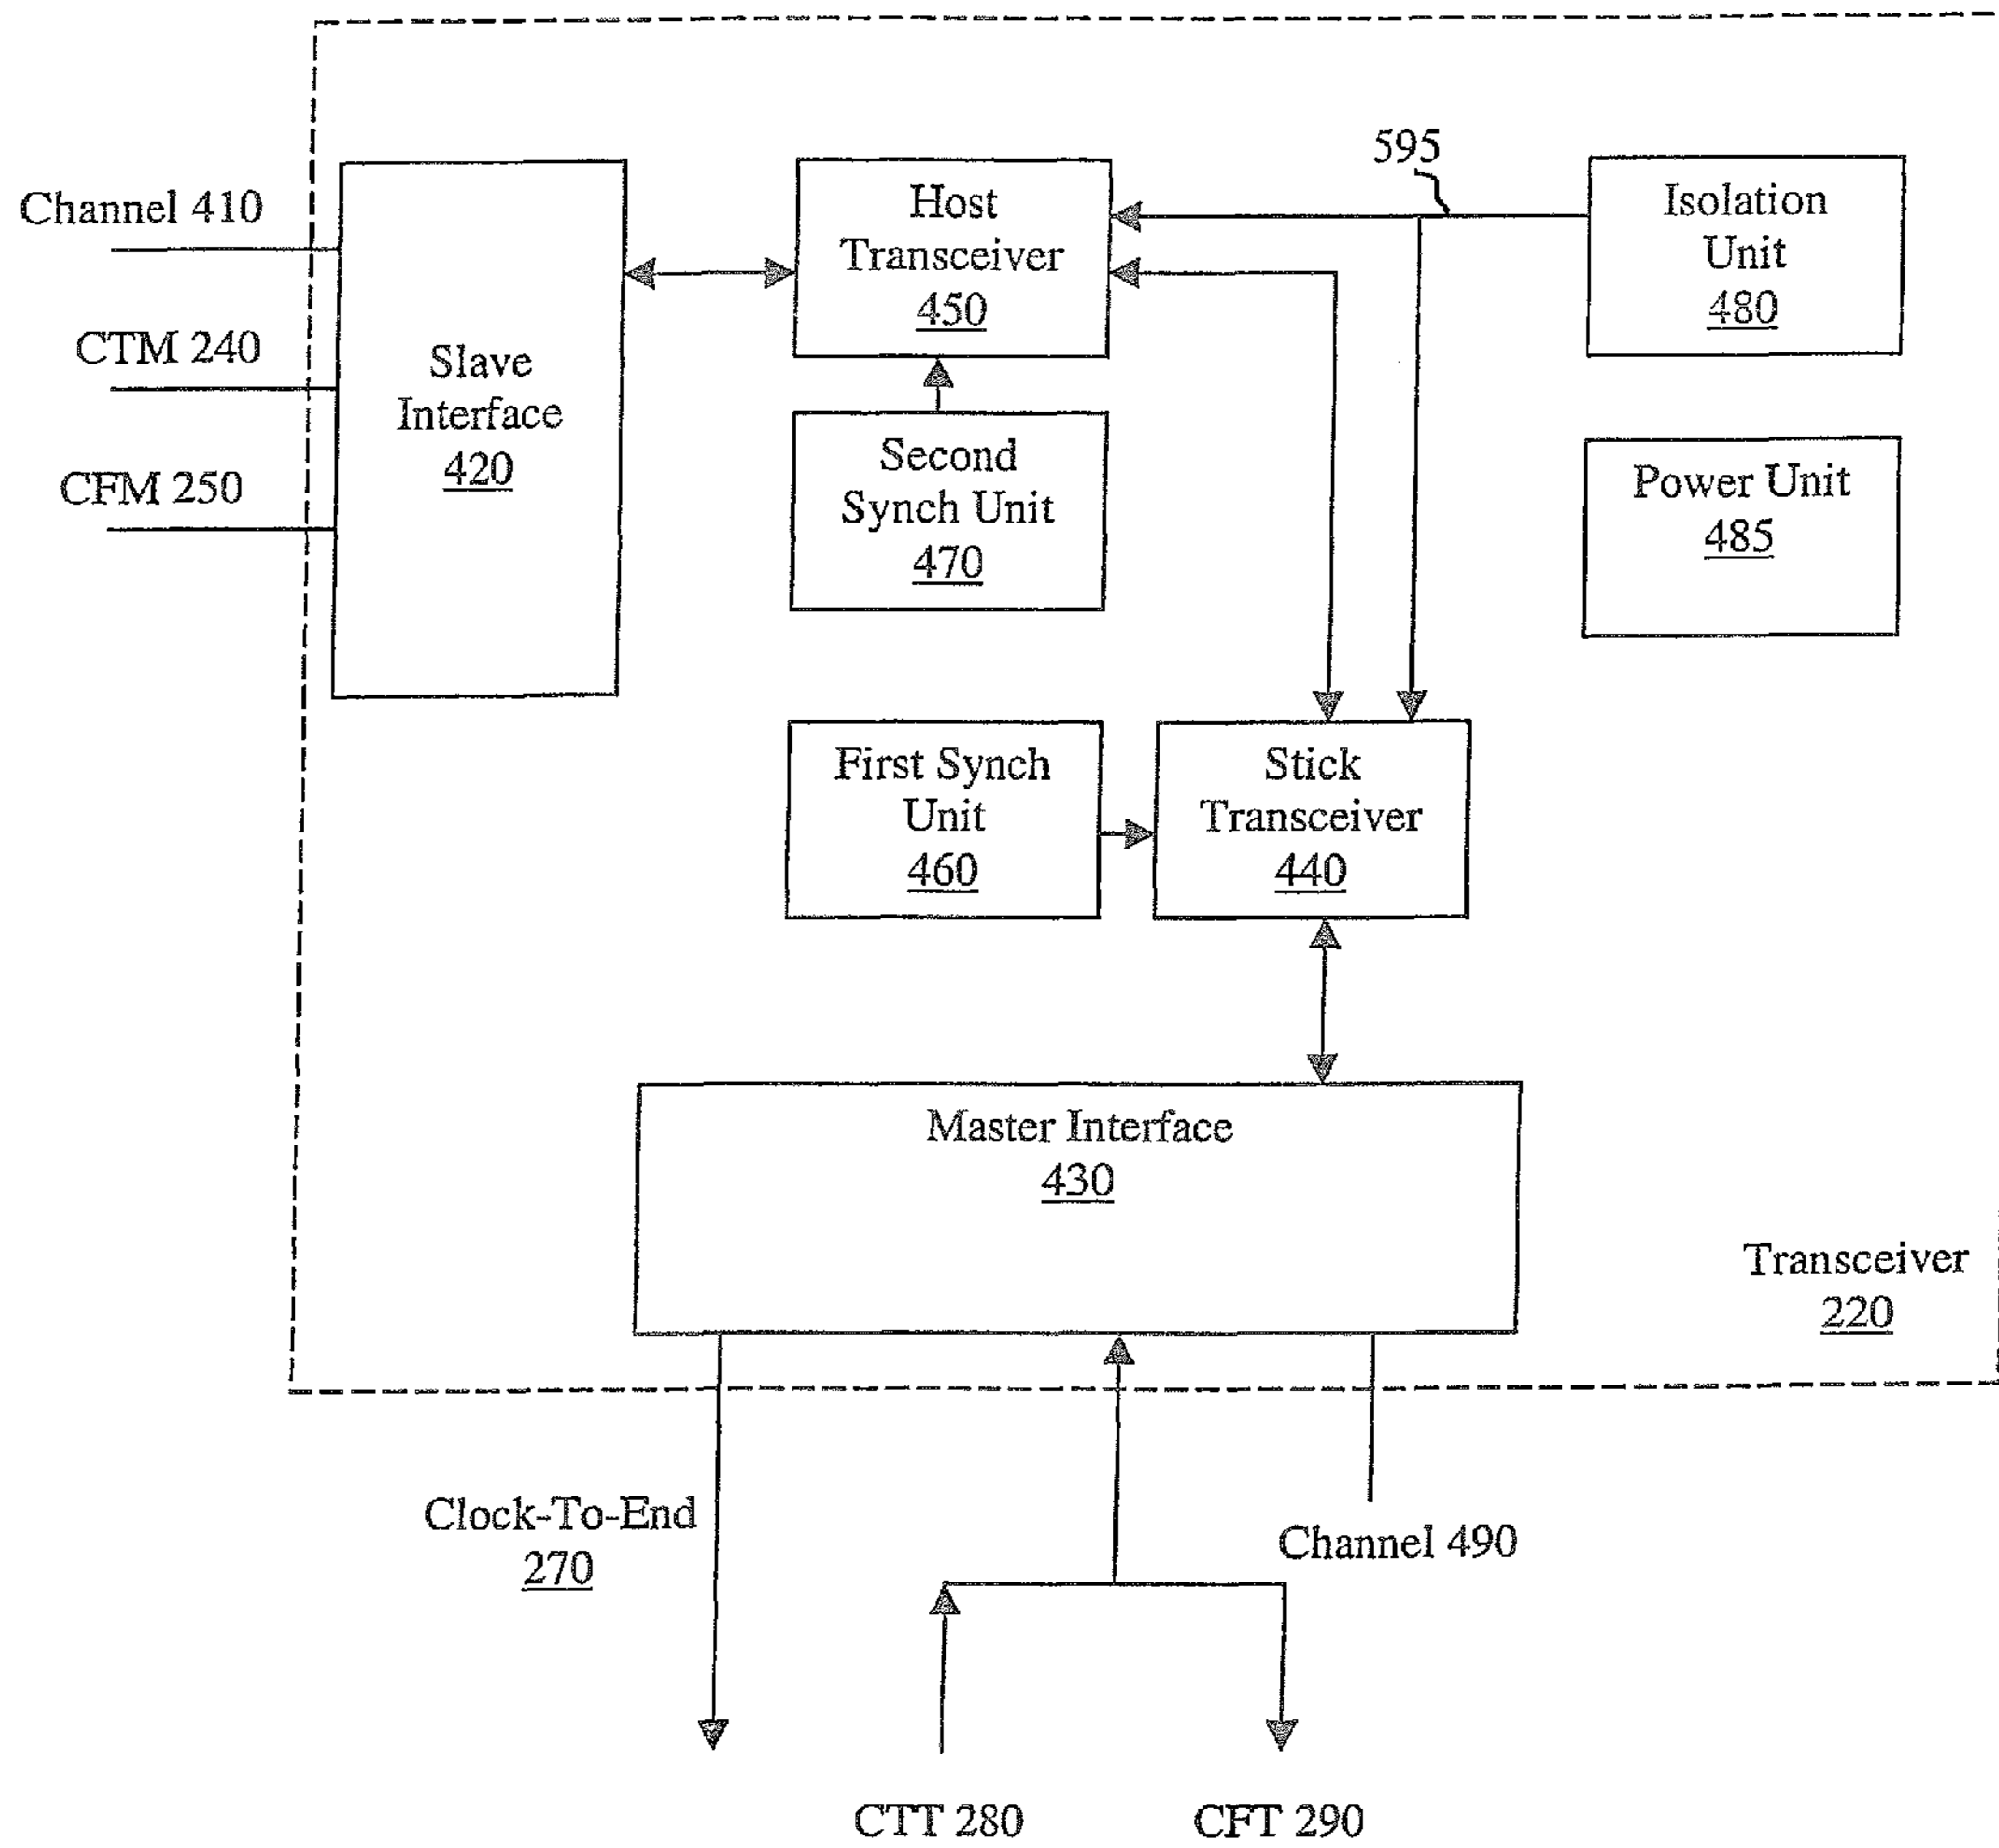 595
Channel 410
CTM 240
CFM 250
Slave
Interface
420
Host
Transceiver
450
Isolation
Unit
480
Second
Synch Unit
470
Power Unit
485
First Synch
Unit
460
Stick
Transceiver
440
Master Interface
430
Transceiver
220
Clock-To-End
270
Channel 490
CTT 280
CFT 290